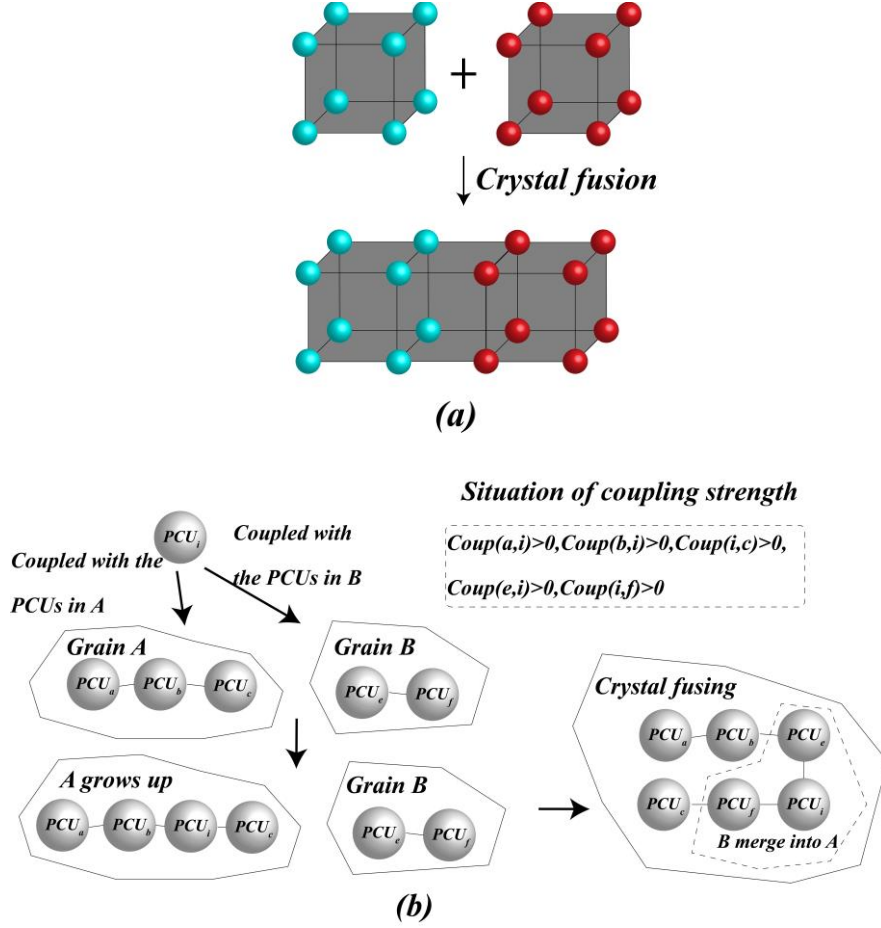 +
Crystal fusion
(a)
Situation of coupling strength
Coup(a,i)>0,Coup(b,i)>0,Coup(i,c)>0,
Coup(e,i)>0,Coup(i,f)>0
PCUi
Coupled with the
PCUs in A
Coupled with
the PCUs in B
Grain A
PCUa
PCUb
PCUc
Grain B
PCUe
PCUf
A grows up
PCUa
PCUb
PCUi
PCUc
Grain B
PCUe
PCUf
Crystal fusing
PCUa
PCUb
PCUe
PCUc
PCUf
PCUi
B merge into A
(b)